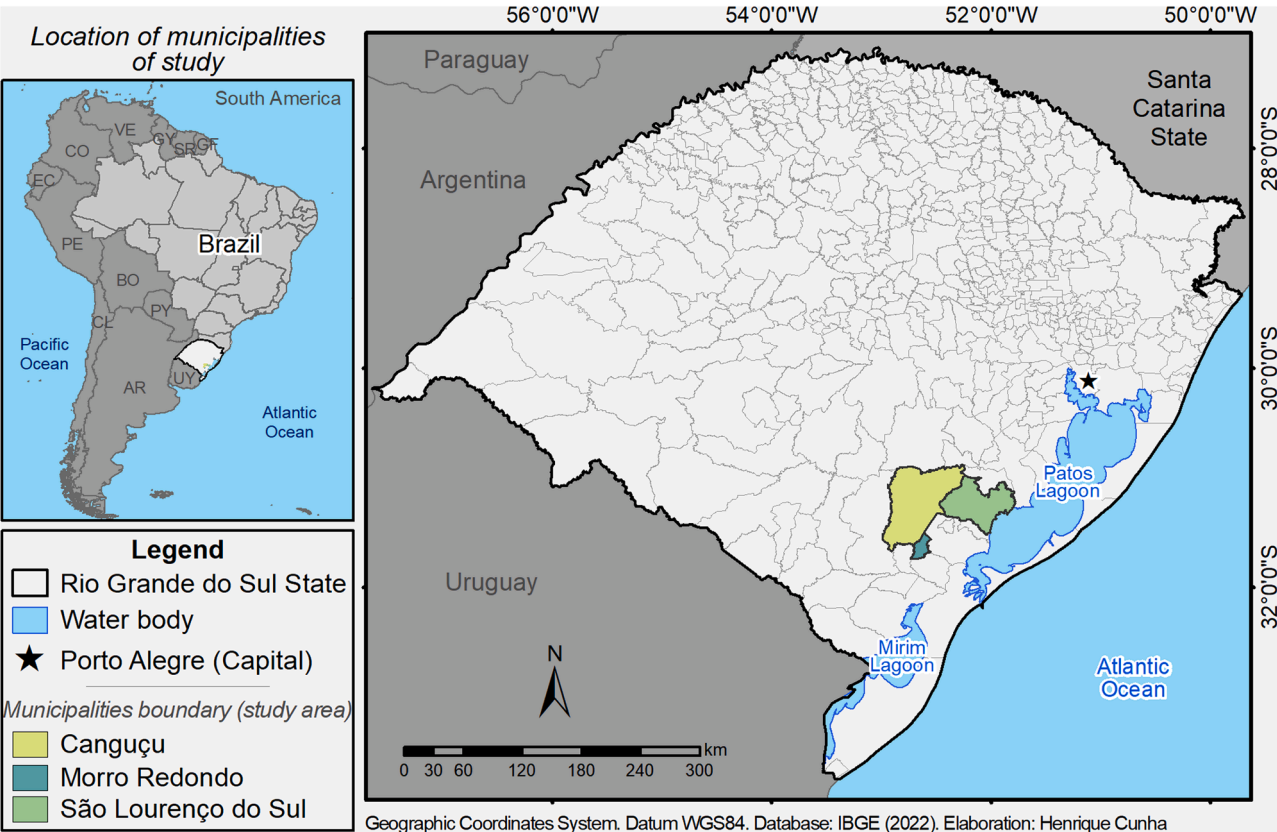 Location of municipalities
of study
South America
VE
GY
SR
GF
CO
EC
PE
Brazil
BO
PY
CL
Pacific
Ocean
AR
UY
Atlantic
Ocean
Legend
Rio Grande do Sul State
Water body
Porto Alegre (Capital)
Municipalities boundary (study area)
Canguçu
Morro Redondo
São Lourenço do Sul
56°0'0"W 54°0'0"W 52°0'0"W 50°0'0"W
Paraguay
Santa
Catarina
State
Argentina
28°0'0"S
30°0'0"S
32°0'0"S
Patos
Lagoon
Uruguay
Mirim
Lagoon
Atlantic
Ocean
N
km
0 30 60 120 180 240 300
Geographic Coordinates System. Datum WGS84. Database: IBGE (2022). Elaboration: Henrique Cunha